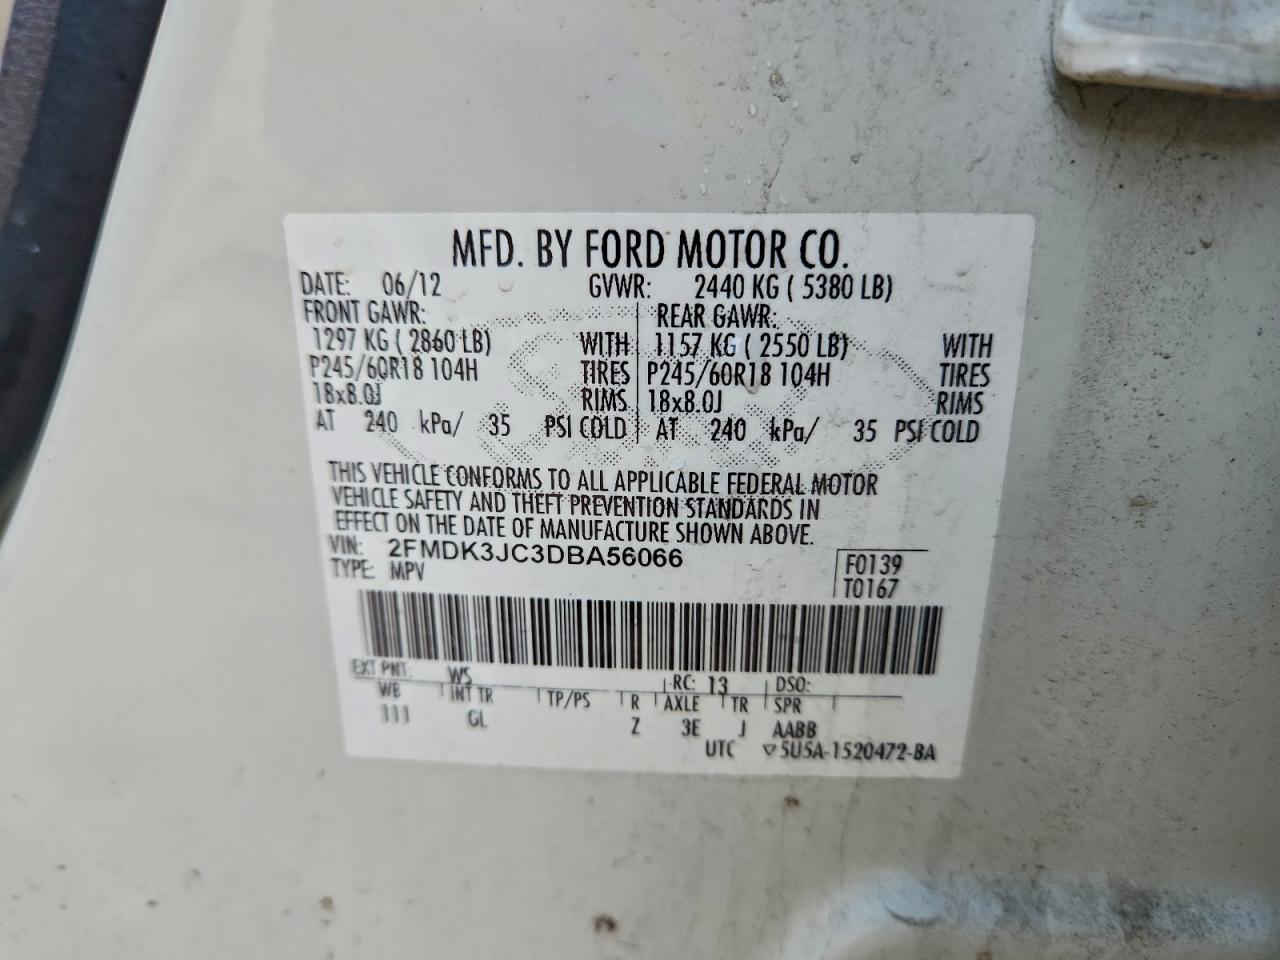 MFD. BY FORD MOTOR CO.
DATE: 06/12 GVWR: 2440 KG ( 5380 LB)
FRONT GAWR: REAR GAWR:
1297 KG ( 2860 LB) WITH 1157 KG ( 2550 LB) WITH
P245/60R18 104H TIRES P245/60R18 104H TIRES
18x8.0J RIMS 18x8.0J RIMS
AT 240 kPa/ 35 PSI COLD AT 240 kPa/ 35 PSI COLD
THIS VEHICLE CONFORMS TO ALL APPLICABLE FEDERAL MOTOR
VEHICLE SAFETY AND THEFT PREVENTION STANDARDS IN
EFFECT ON THE DATE OF MANUFACTURE SHOWN ABOVE.
VIN: 2FMDK3JC3DBA56066
TYPE: MPV
F0139
T0167
EXT PNT: WS RC: 13 DSO:
WB INT TR TP/PS R AXLE TR SPR
111 GL Z 3E J AABB
UTC ▽5U5A-1520472-BA